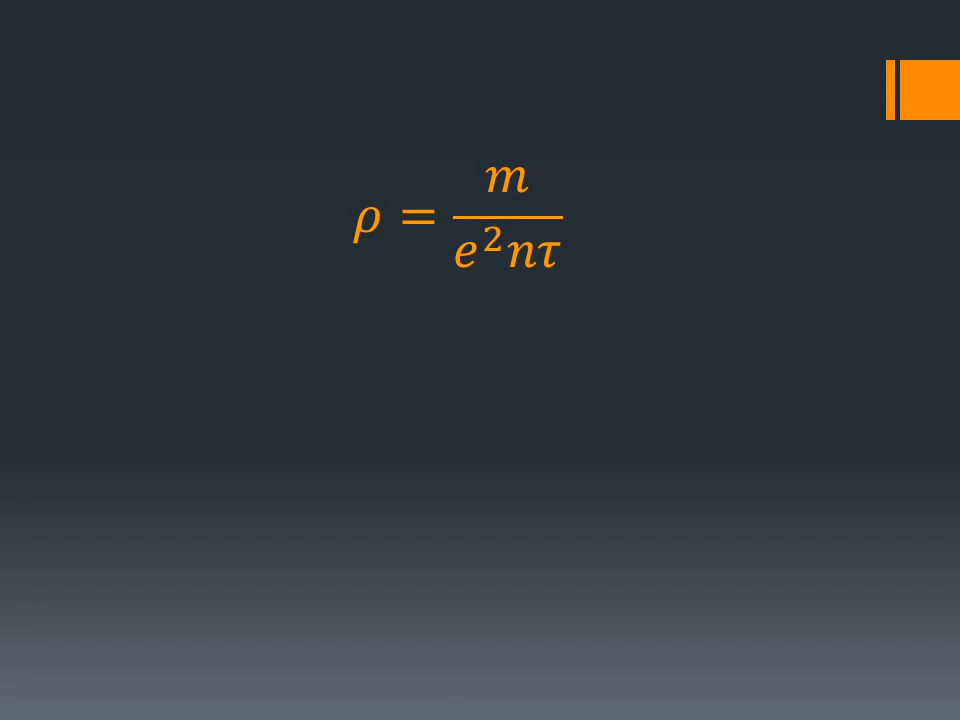 ρ = m / e²nτ